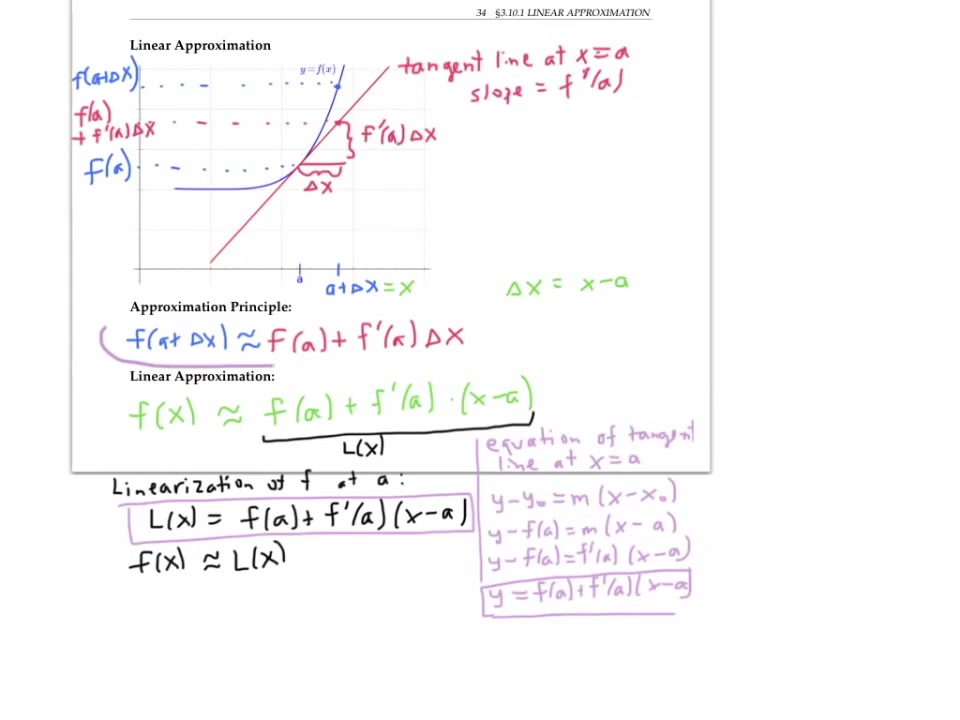 34 §3.10.1 LINEAR APPROXIMATION
Linear Approximation
y=f(x)
tangent line at x=a
slope = f'(a)
f(a+Δx)
f(a)
+ f'(a)Δx
f'(a)Δx
f(a)
Δx
a
a+Δx = x
Δx = x-a
Approximation Principle:
f(a+Δx) ≈ f(a) + f'(a) Δx
Linear Approximation:
f(x) ≈ f(a) + f'(a) · (x-a)
L(x)
Linearization of f at a:
L(x) = f(a) + f'(a)(x-a)
f(x) ≈ L(x)
equation of tangent
line at x=a
y-y₀ = m(x-x₀)
y-f(a) = m(x-a)
y-f(a) = f'(a)(x-a)
y = f(a) + f'(a)(x-a)